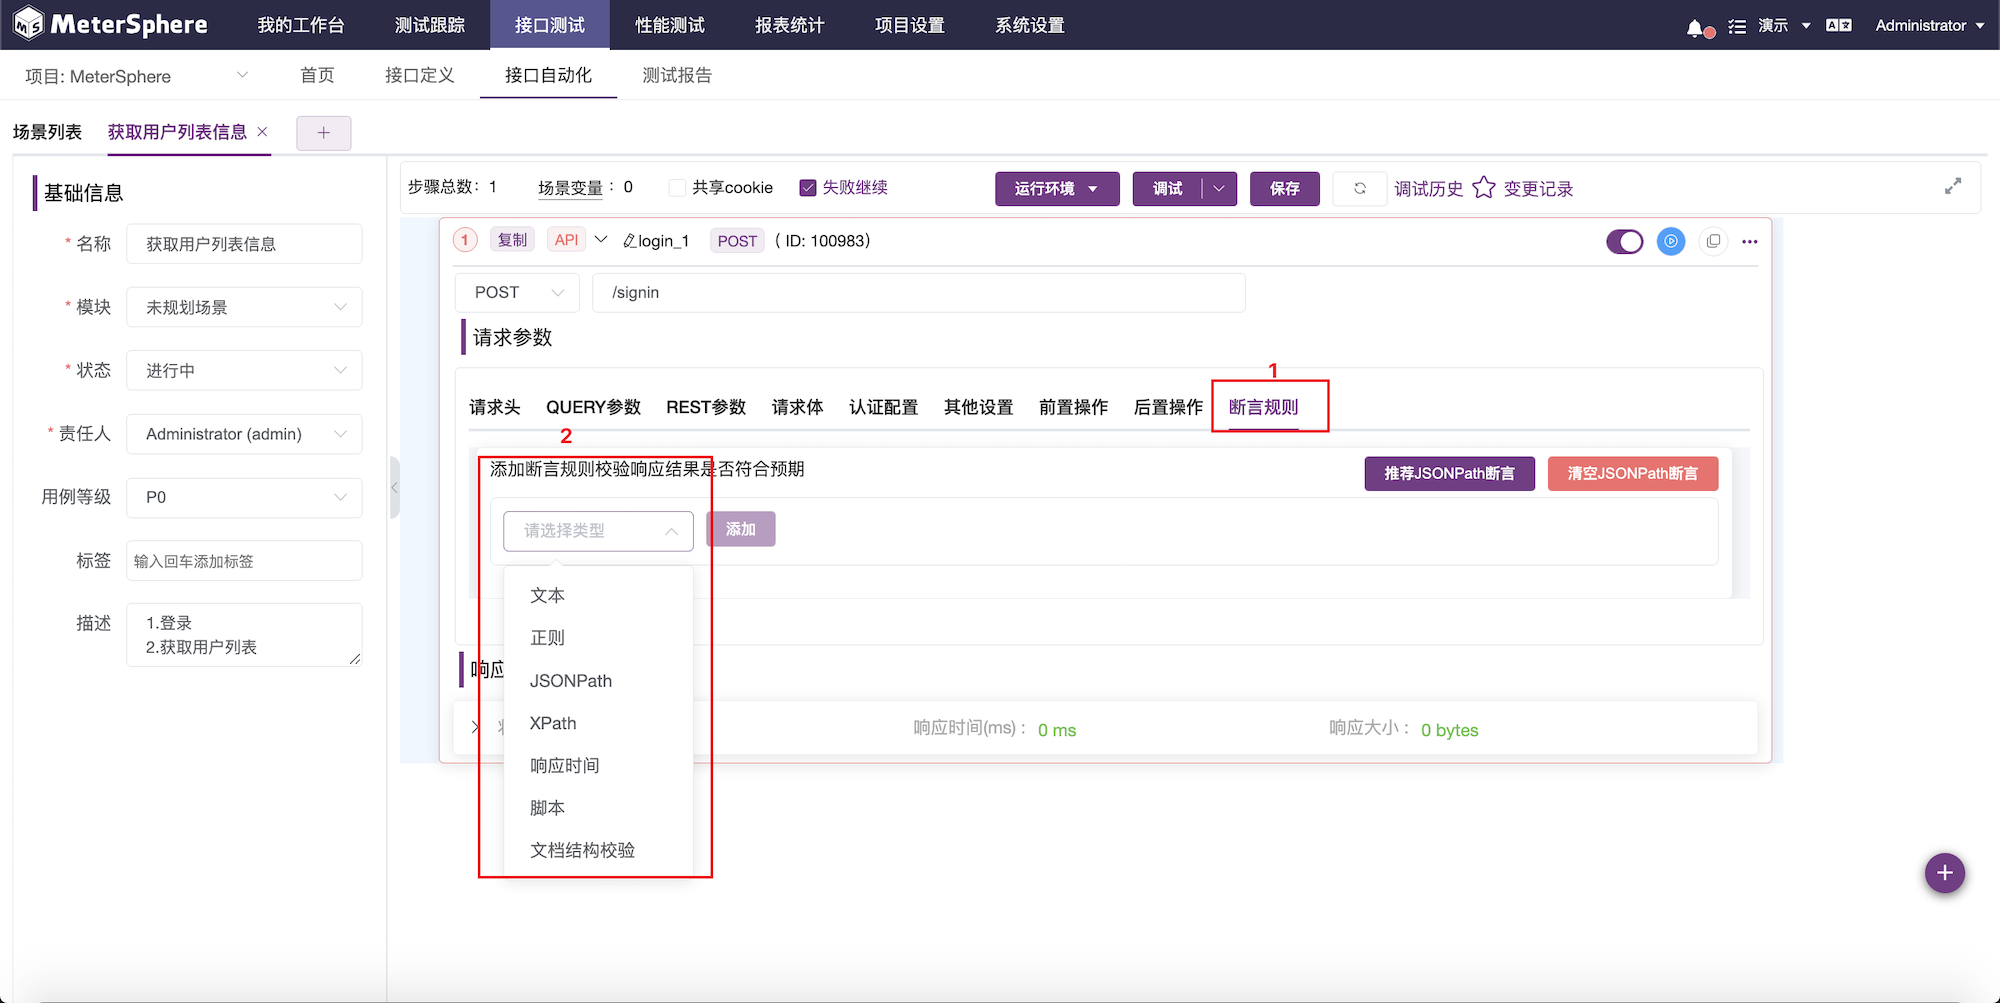 MeterSphere 我的工作台 测试跟踪 接口测试 性能测试 报表统计 项目设置 系统设置 演示 Administrator
项目: MeterSphere 首页 接口定义 接口自动化 测试报告
场景列表 获取用户列表信息 × +
基础信息
* 名称 获取用户列表信息
* 模块 未规划场景
* 状态 进行中
* 责任人 Administrator (admin)
用例等级 P0
标签 输入回车添加标签
描述 1.登录
2.获取用户列表
步骤总数：1 场景变量：0 共享cookie 失败继续 运行环境 调试 保存 调试历史 变更记录
1 复制 API login_1 POST ( ID: 100983)
POST /signin
请求参数
1
请求头 QUERY参数 REST参数 请求体 认证配置 其他设置 前置操作 后置操作 断言规则
2
添加断言规则校验响应结果是否符合预期 推荐JSONPath断言 清空JSONPath断言
请选择类型 添加
文本
正则
JSONPath
XPath
响应时间
脚本
文档结构校验
响应
响应时间(ms)： 0 ms 响应大小： 0 bytes